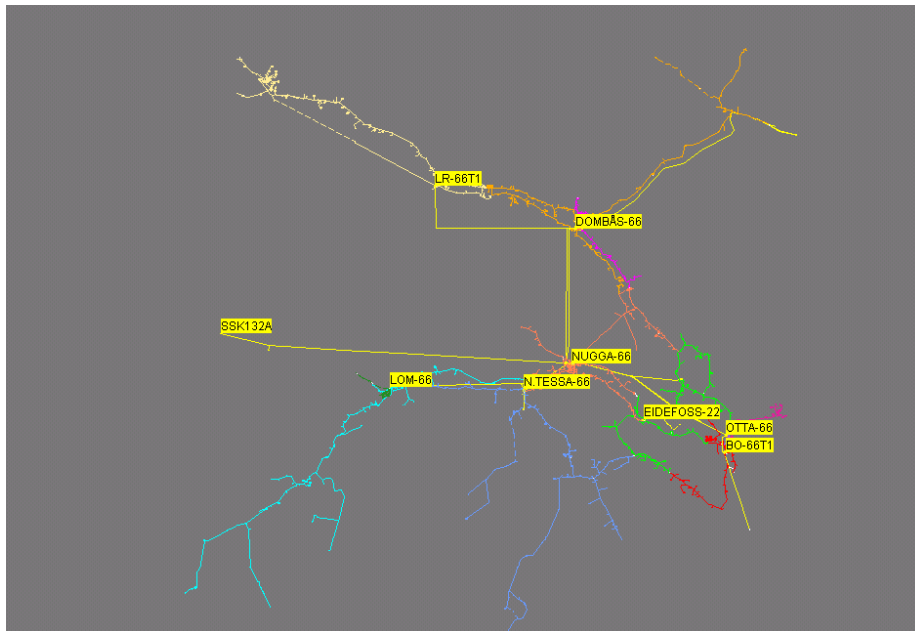 LR-66T1
DOMBÅS-66
SSK132A
NUGGA-66
LOM-66
N.TESSA-66
EIDEFOSS-22
OTTA-66
BO-66T1